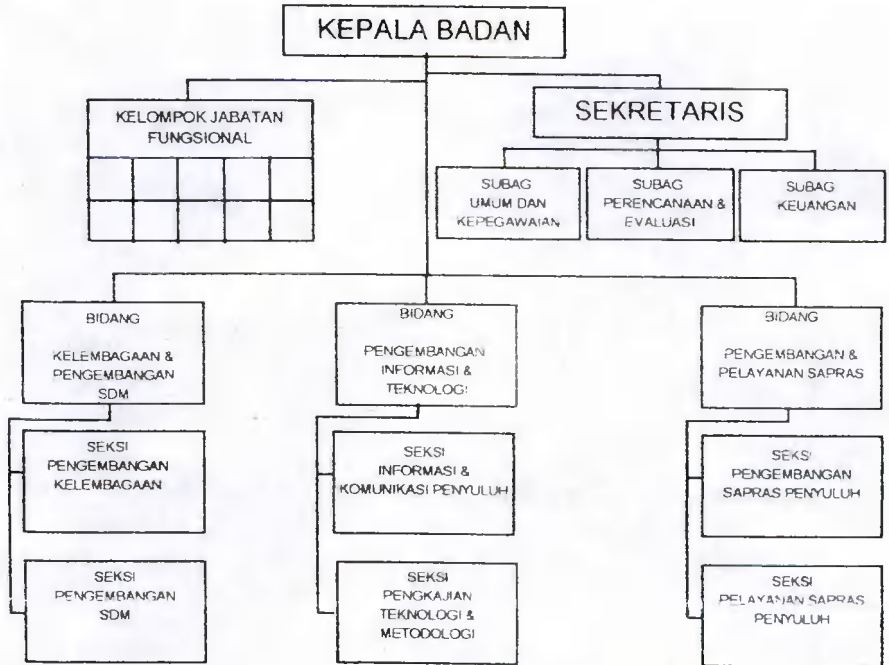 KEPALA BADAN
KELOMPOK JABATAN
FUNGSIONAL
SEKRETARIS
SUBAG
UMUM DAN
KEPEGAWAIAN
SUBAG
PERENCANAAN &
EVALUASI
SUBAG
KEUANGAN
BIDANG
KELEMBAGAAN &
PENGEMBANGAN
SDM
BIDANG
PENGEMBANGAN
INFORMASI &
TEKNOLOGI
BIDANG
PENGEMBANGAN &
PELAYANAN SAPRAS
SEKSI
PENGEMBANGAN
KELEMBAGAAN
SEKSI
INFORMASI &
KOMUNIKASI PENYULUH
SEKSI
PENGEMBANGAN
SAPRAS PENYULUH
SEKSI
PENGEMBANGAN
SDM
SEKSI
PENGKAJIAN
TEKNOLOGI &
METODOLOGI
SEKSI
PELAYANAN SAPRAS
PENYULUH